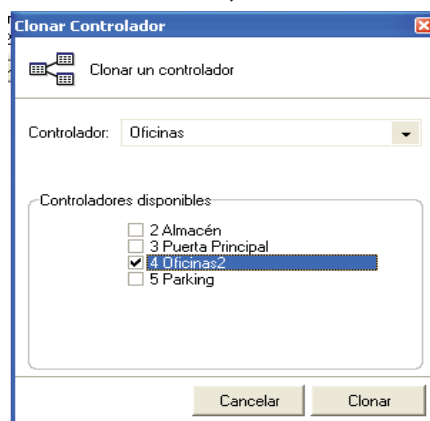 Clonar Controlador
Clonar un controlador
Controlador: Oficinas
Controladores disponibles
2 Almacén
3 Puerta Principal
4 Oficinas2
5 Parking
Cancelar Clonar